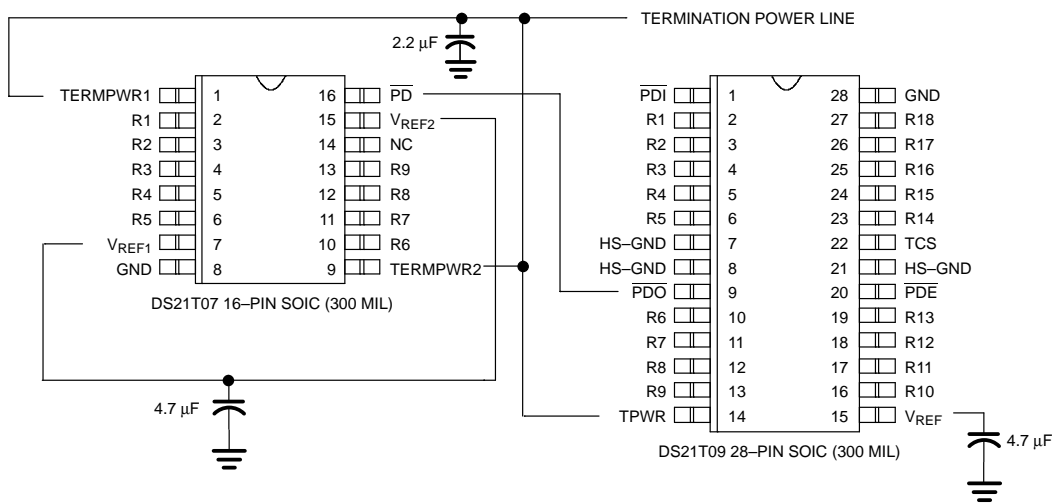 TERMINATION POWER LINE
2.2 μF
TERMPWR1 1 16 P̅D̅
R1 2 15 VREF2
R2 3 14 NC
R3 4 13 R9
R4 5 12 R8
R5 6 11 R7
VREF1 7 10 R6
GND 8 9 TERMPWR2
DS21T07 16–PIN SOIC (300 MIL)
4.7 μF
P̅D̅I̅ 1 28 GND
R1 2 27 R18
R2 3 26 R17
R3 4 25 R16
R4 5 24 R15
R5 6 23 R14
HS–GND 7 22 TCS
HS–GND 8 21 HS–GND
P̅D̅O̅ 9 20 P̅D̅E̅
R6 10 19 R13
R7 11 18 R12
R8 12 17 R11
R9 13 16 R10
TPWR 14 15 VREF
4.7 μF
DS21T09 28–PIN SOIC (300 MIL)